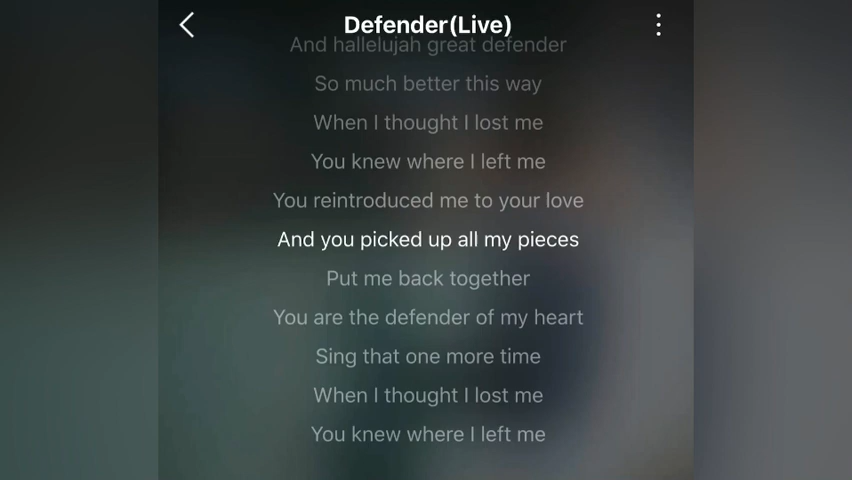 Defender(Live)
And hallelujah great defender
So much better this way
When I thought I lost me
You knew where I left me
You reintroduced me to your love
And you picked up all my pieces
Put me back together
You are the defender of my heart
Sing that one more time
When I thought I lost me
You knew where I left me